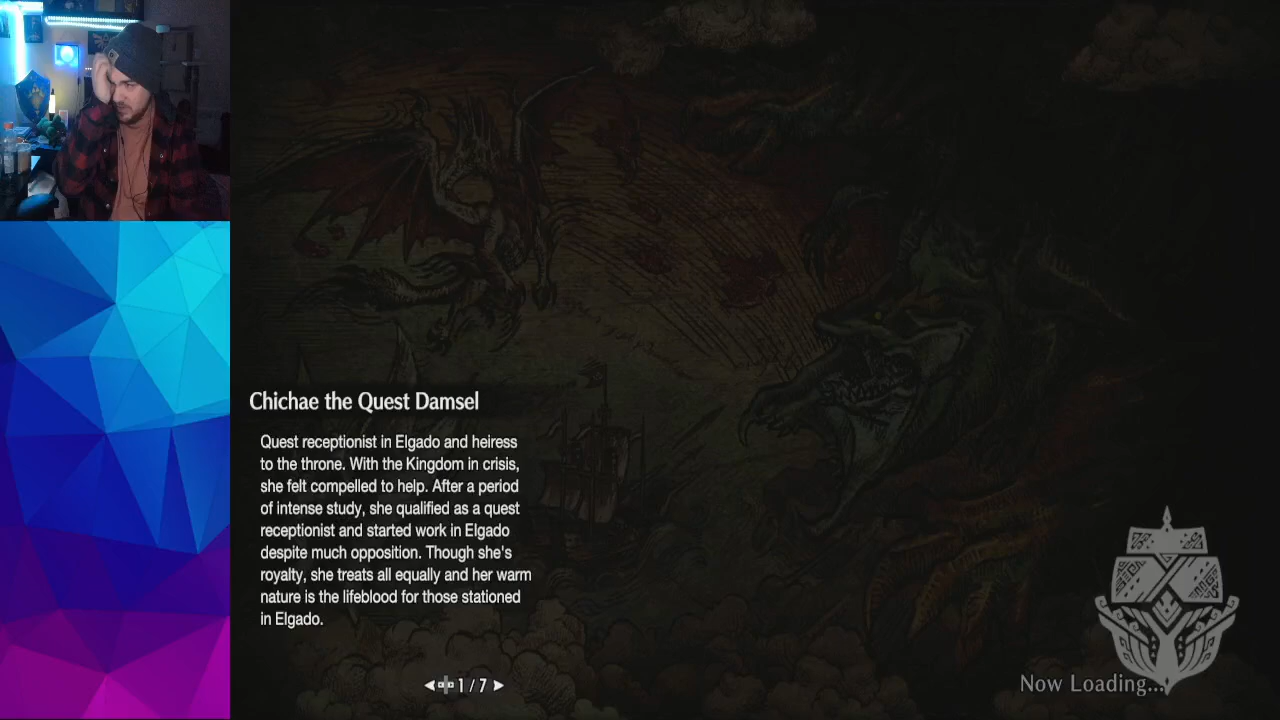 Chichae the Quest Damsel
Quest receptionist in Elgado and heiress
to the throne. With the Kingdom in crisis,
she felt compelled to help. After a period
of intense study, she qualified as a quest
receptionist and started work in Elgado
despite much opposition. Though she's
royalty, she treats all equally and her warm
nature is the lifeblood for those stationed
in Elgado.
1 / 7
Now Loading...